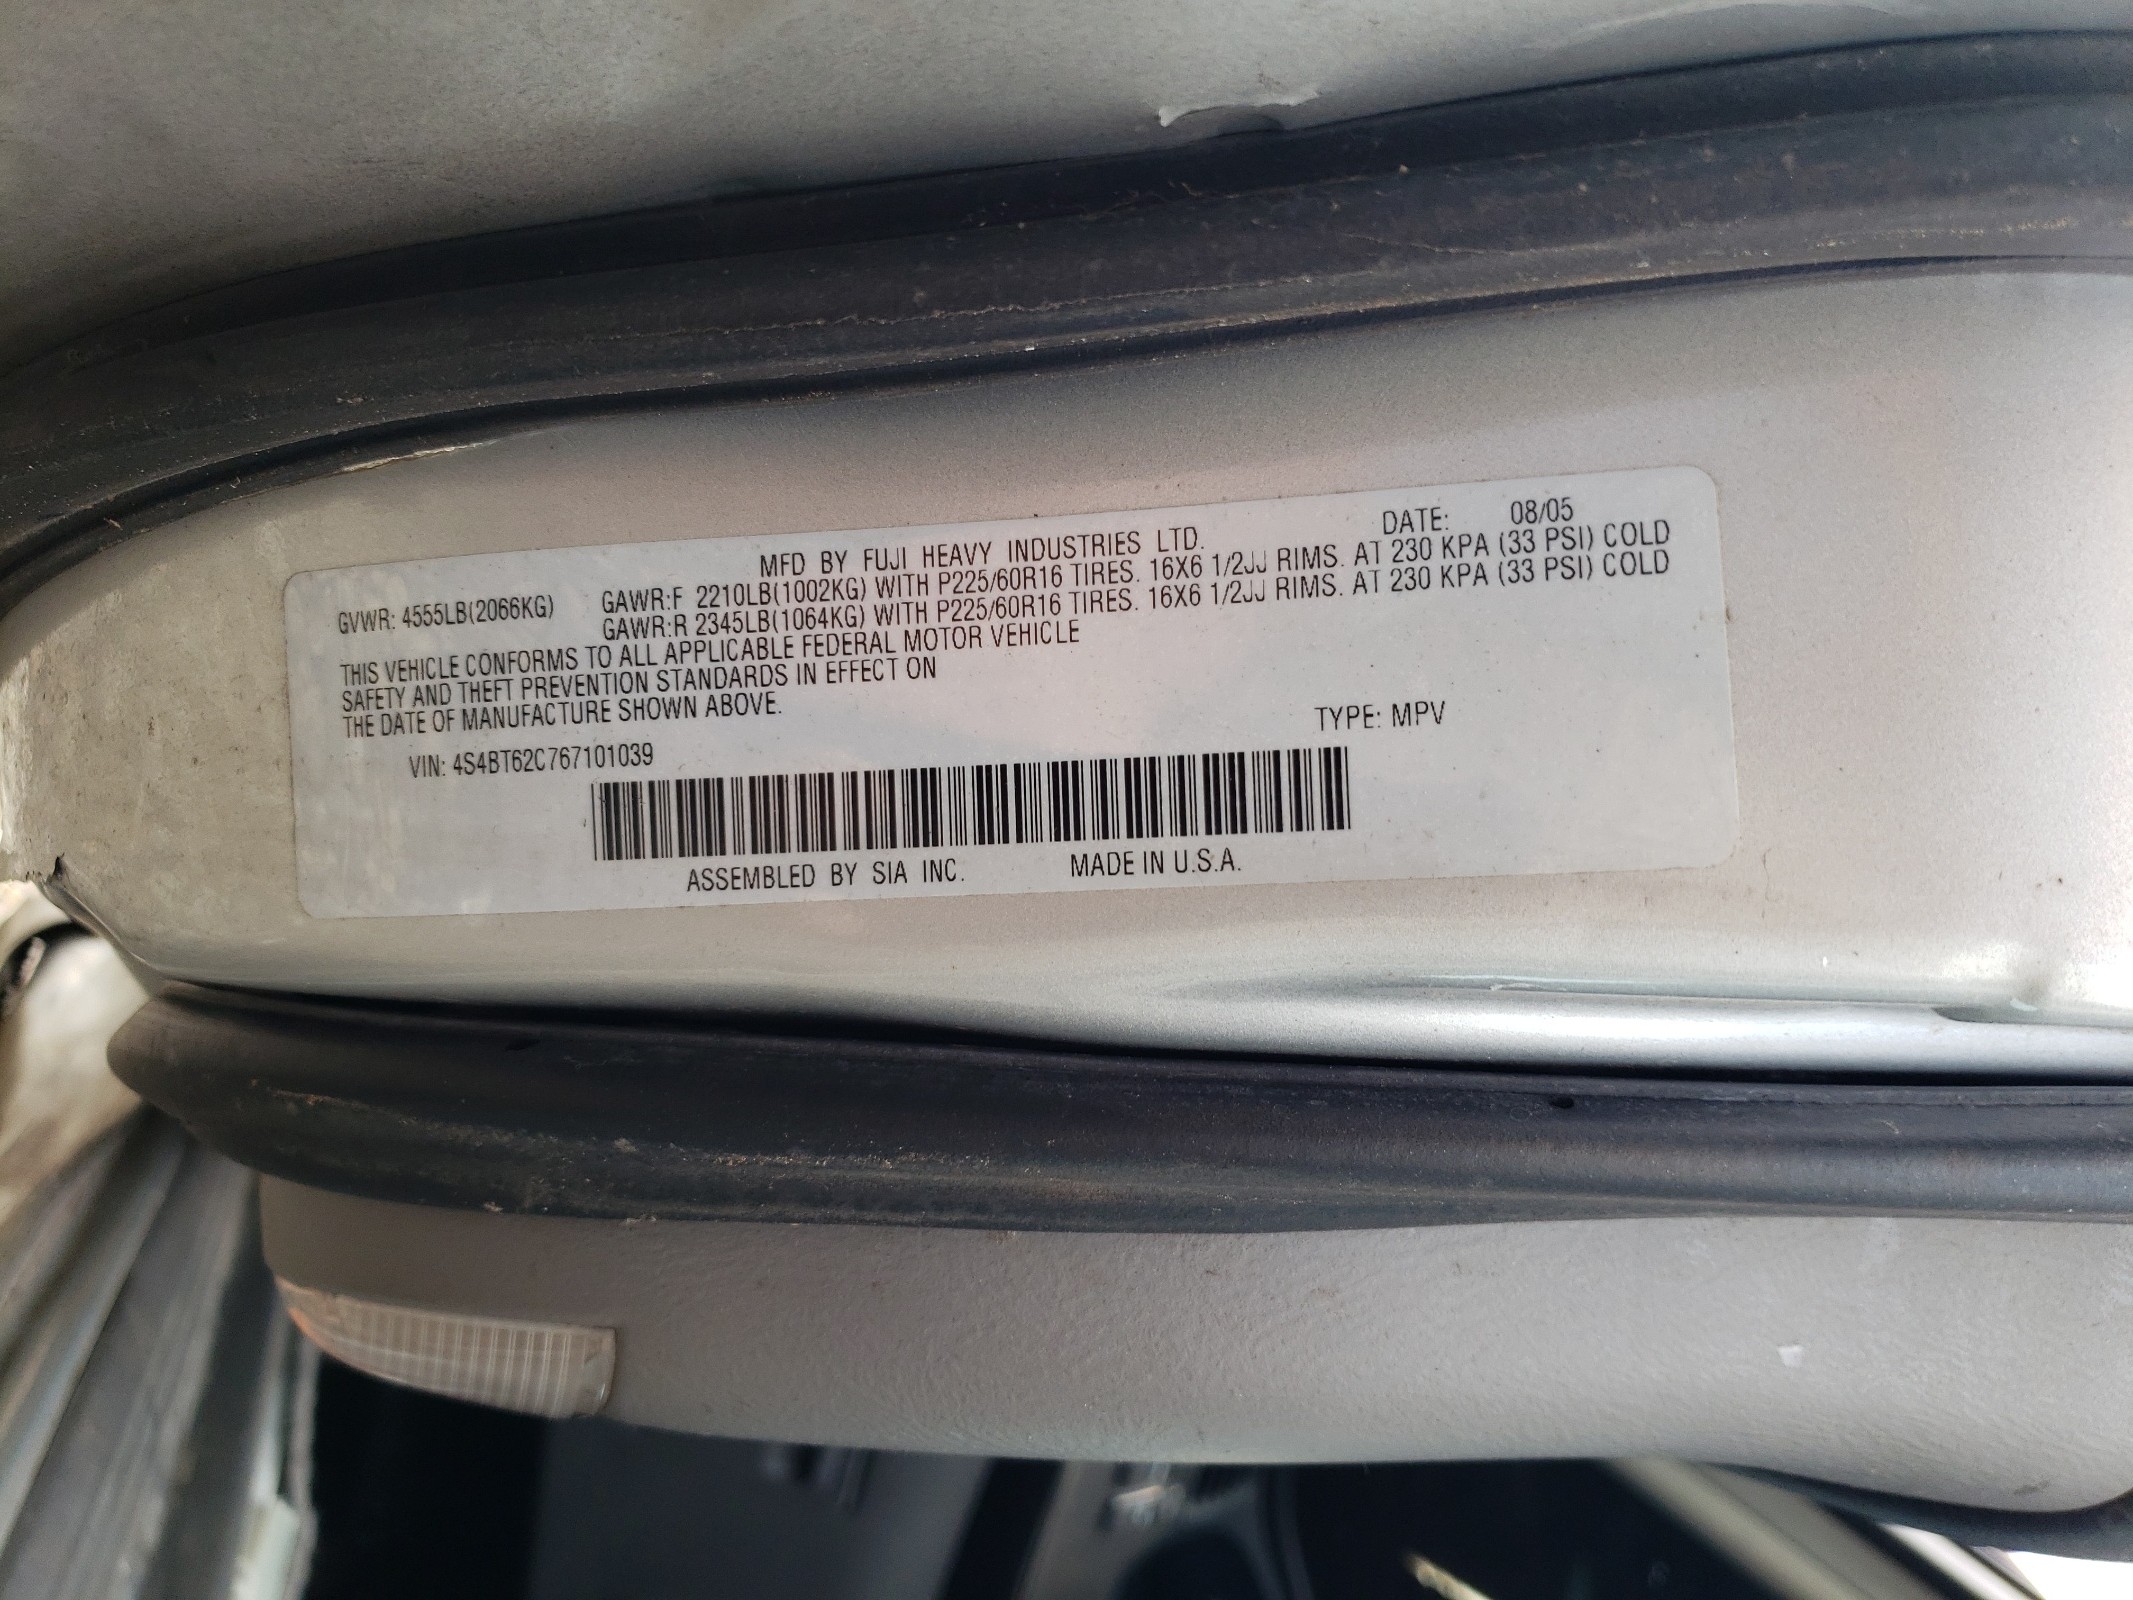 MFD BY FUJI HEAVY INDUSTRIES LTD. DATE: 08/05
GVWR: 4555LB(2066KG) GAWR:F 2210LB(1002KG) WITH P225/60R16 TIRES. 16X6 1/2JJ RIMS. AT 230 KPA (33 PSI) COLD
GAWR:R 2345LB(1064KG) WITH P225/60R16 TIRES. 16X6 1/2JJ RIMS. AT 230 KPA (33 PSI) COLD
THIS VEHICLE CONFORMS TO ALL APPLICABLE FEDERAL MOTOR VEHICLE
SAFETY AND THEFT PREVENTION STANDARDS IN EFFECT ON
THE DATE OF MANUFACTURE SHOWN ABOVE.
TYPE: MPV
VIN: 4S4BT62C767101039
ASSEMBLED BY SIA INC. MADE IN U.S.A.